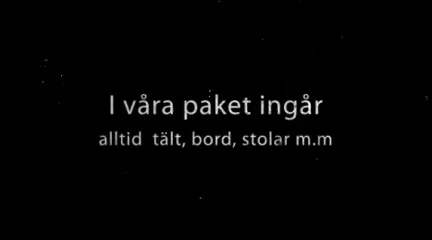 I våra paket ingår
alltid  tält, bord, stolar m.m